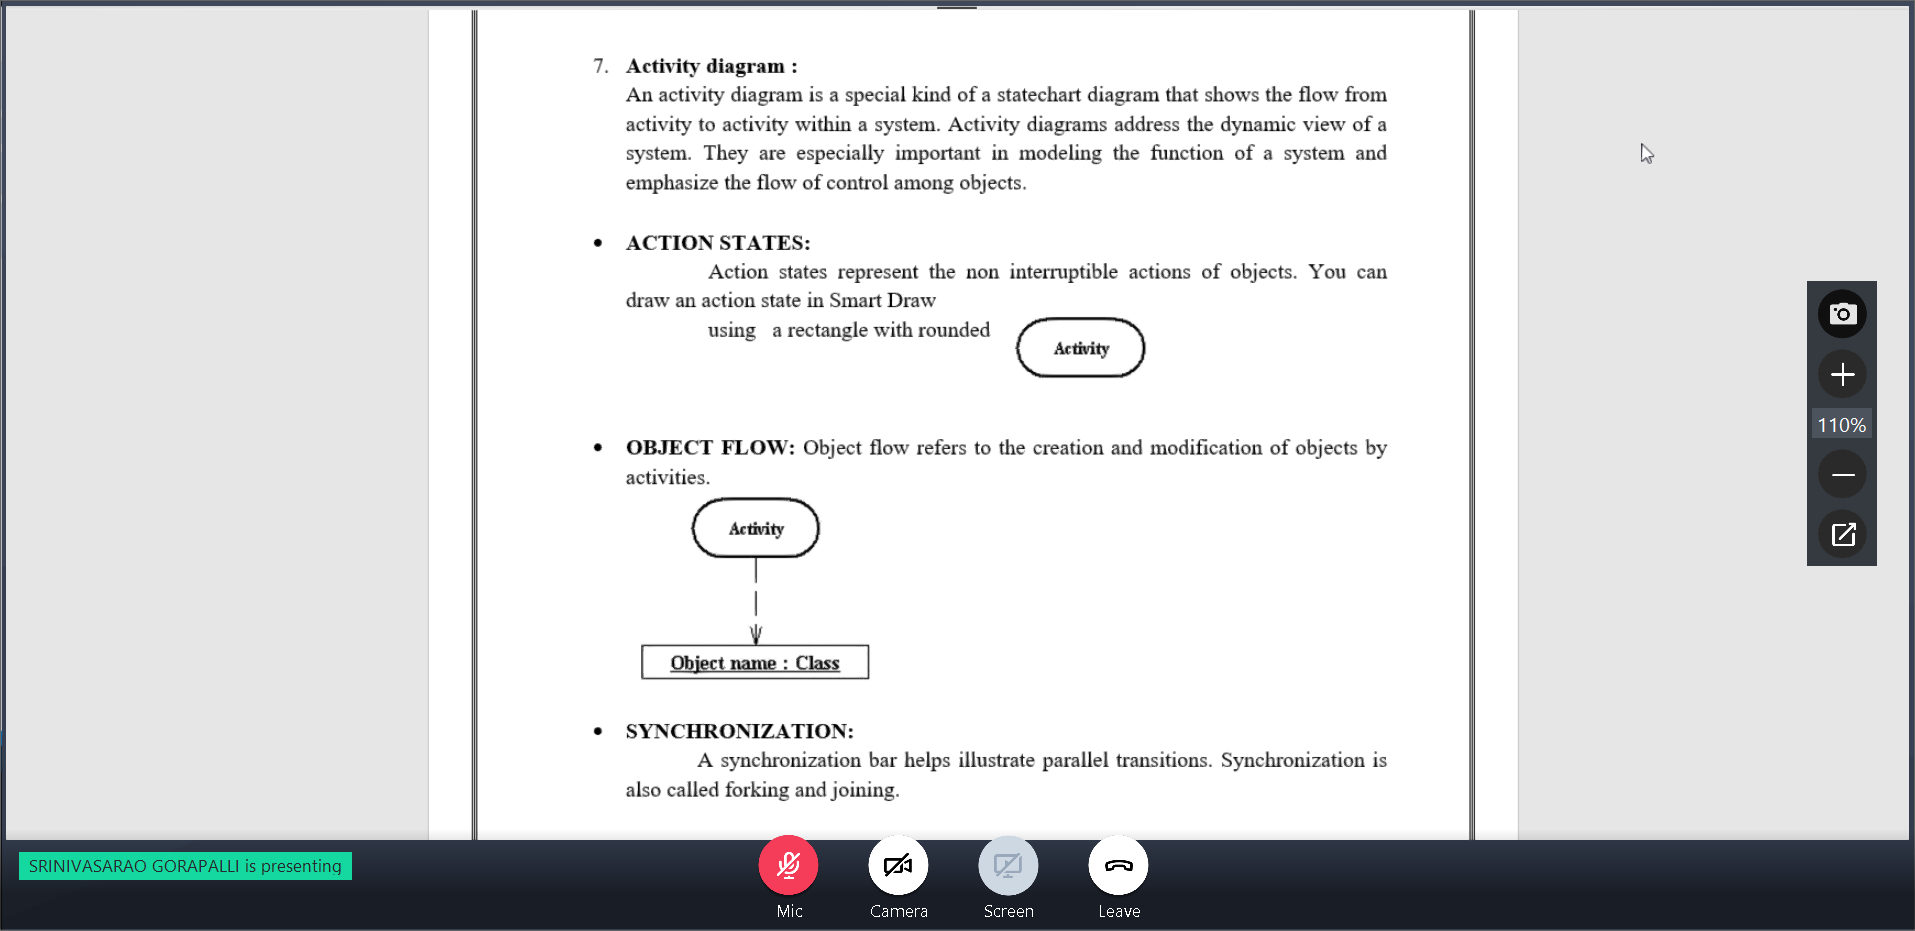 7. Activity diagram :
An activity diagram is a special kind of a statechart diagram that shows the flow from
activity to activity within a system. Activity diagrams address the dynamic view of a
system. They are especially important in modeling the function of a system and
emphasize the flow of control among objects.
• ACTION STATES:
Action states represent the non interruptible actions of objects. You can
draw an action state in Smart Draw
using a rectangle with rounded
Activity
• OBJECT FLOW: Object flow refers to the creation and modification of objects by
activities.
Activity
Object name : Class
• SYNCHRONIZATION:
A synchronization bar helps illustrate parallel transitions. Synchronization is
also called forking and joining.
110%
SRINIVASARAO GORAPALLI is presenting
Mic
Camera
Screen
Leave